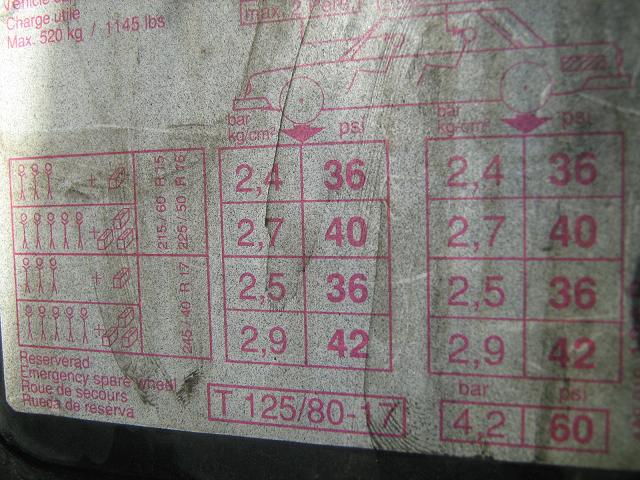 Charge utile
Max. 520 kg / 1145 lbs
bar psi bar psi
kg/cm² kg/cm²
215/60 R 15
225/50 R 16
2,4 36 2,4 36
2,7 40 2,7 40
245/40 R 17
2,5 36 2,5 36
2,9 42 2,9 42
Reserverad
Emergency spare wheel
Roue de secours
Rueda de reserva
T 125/80-17
bar psi
4,2 60